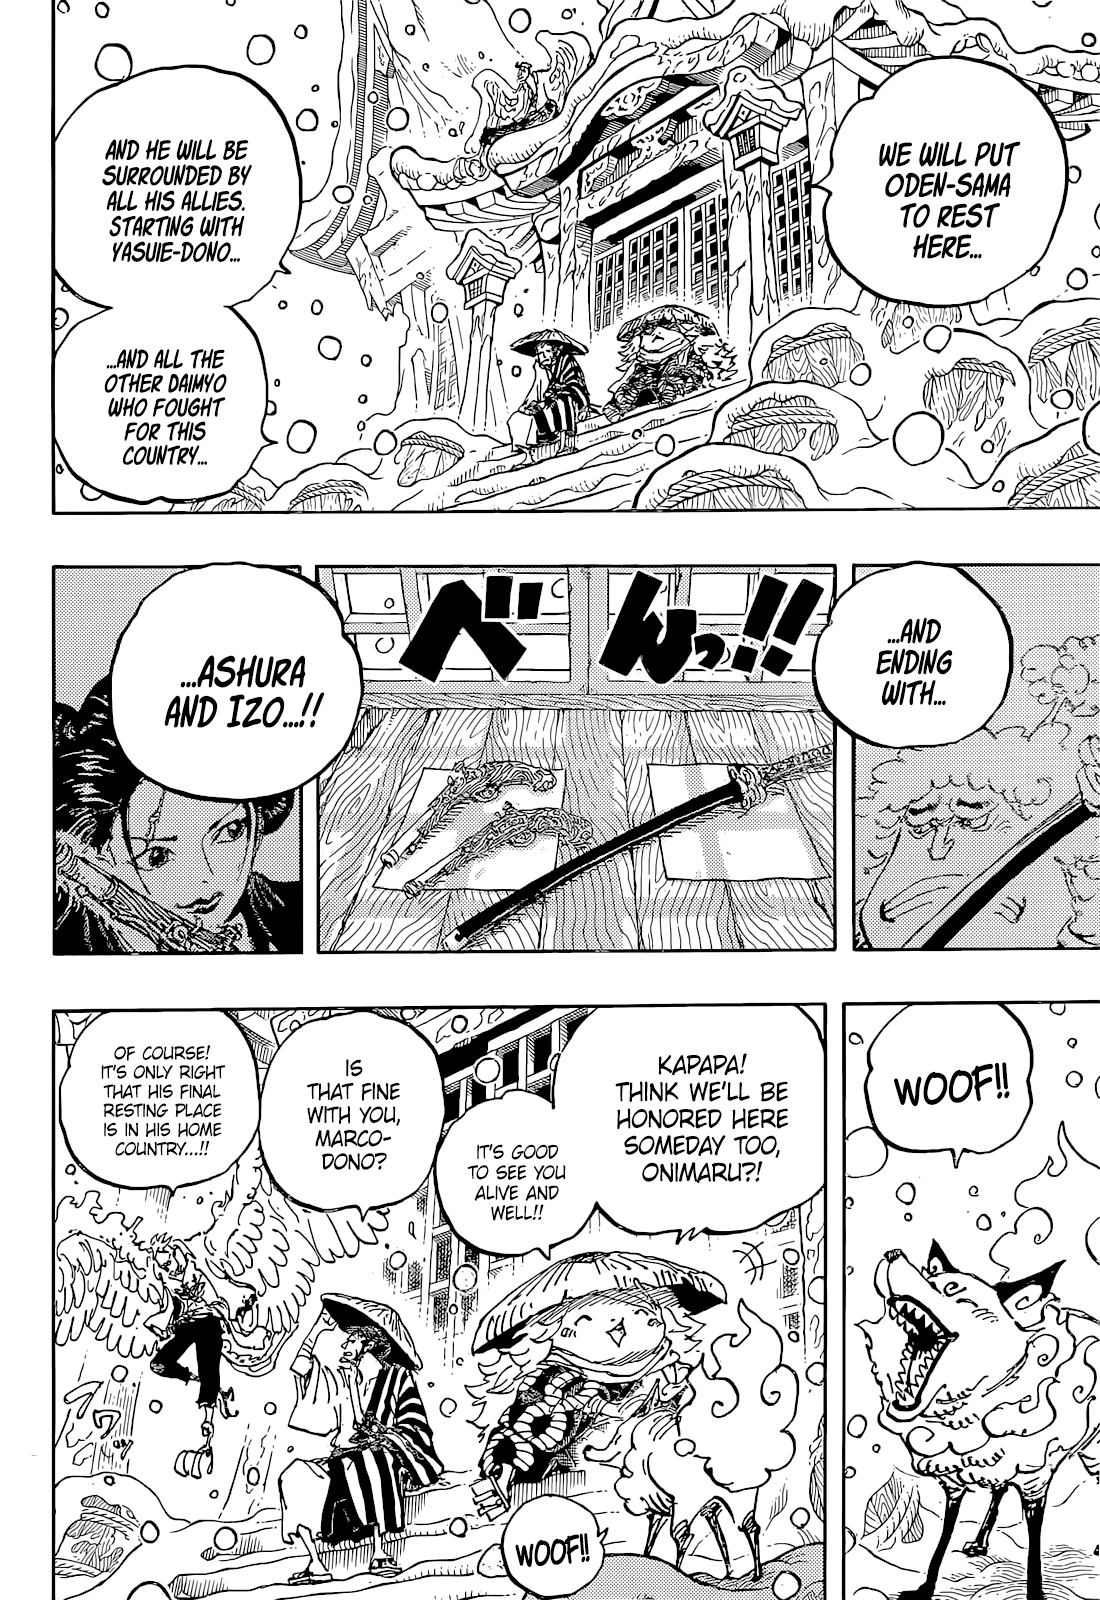 WE WILL PUT
ODEN-SAMA
TO REST
HERE...
AND HE WILL BE
SURROUNDED BY
ALL HIS ALLIES.
STARTING WITH
YASUIE-DONO...
...AND ALL THE
OTHER DAIMYO
WHO FOUGHT
FOR THIS
COUNTRY...
...AND
ENDING
WITH...
べんっ!!
...ASHURA
AND IZO...!!
WOOF!!
KAPAPA!
THINK WE'LL BE
HONORED HERE
SOMEDAY TOO,
ONIMARU?!
IT'S GOOD
TO SEE YOU
ALIVE AND
WELL!!
IS
THAT FINE
WITH YOU,
MARCO-
DONO?
OF COURSE!
IT'S ONLY RIGHT
THAT HIS FINAL
RESTING PLACE
IS IN HIS HOME
COUNTRY...!!
WOOF!!